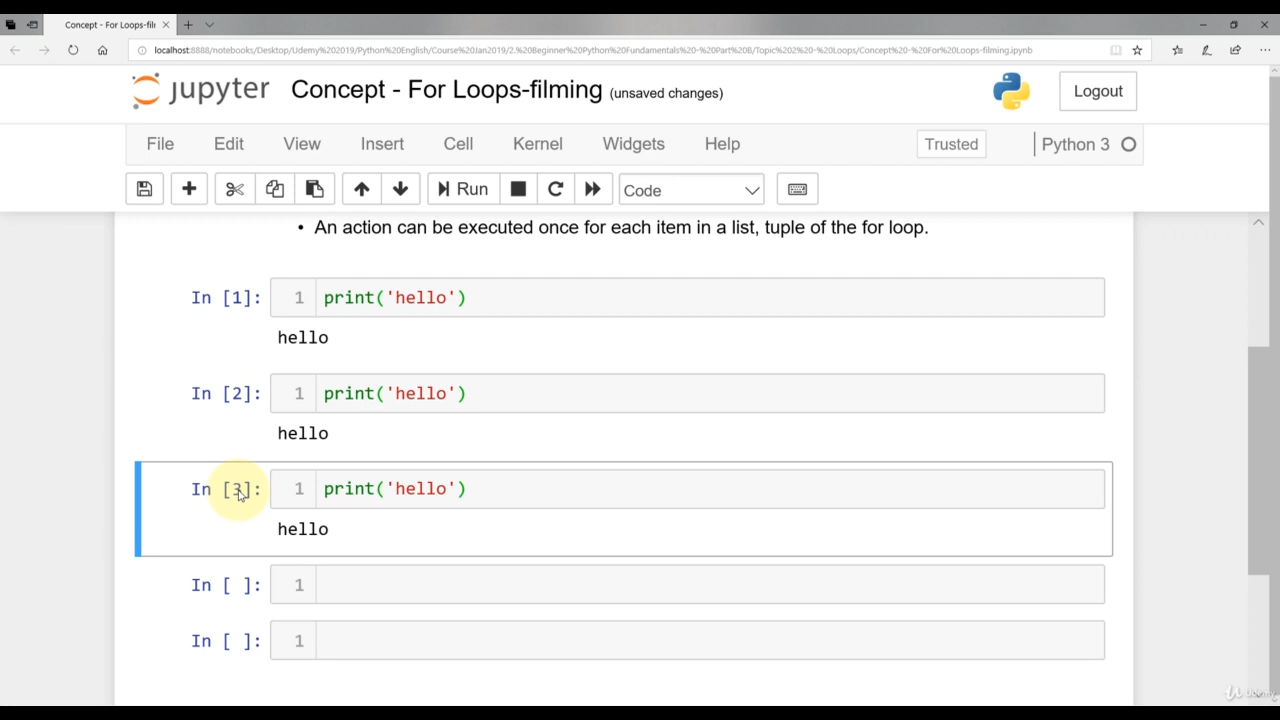 Concept - For Loops-filn
localhost:8888/notebooks/Desktop/Udemy%202019/Python%20English/Course%20Jan2019/2.%20Beginner%20Python%20Fundamentals%20-%20Part%20B/Topic%202%20-%20Loops/Concept%20-%20For%20Loops-filming.ipynb
jupyter Concept - For Loops-filming (unsaved changes) Logout
File Edit View Insert Cell Kernel Widgets Help Trusted Python 3
Run Code
• An action can be executed once for each item in a list, tuple of the for loop.
In [1]: 1 print('hello')
hello
In [2]: 1 print('hello')
hello
In [3]: 1 print('hello')
hello
In [ ]: 1
In [ ]: 1
Udemy